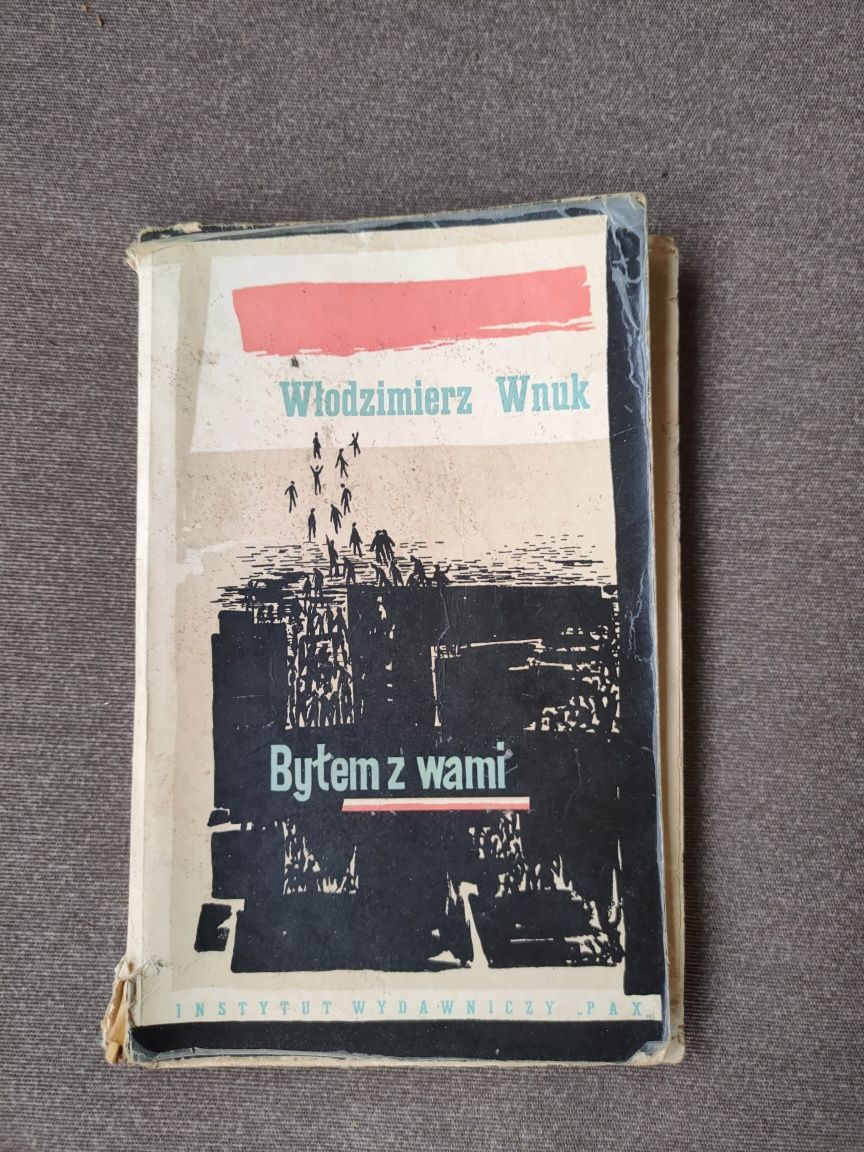 Włodzimierz Wnuk
Byłem z wami
INSTYTUT WYDAWNICZY „PAX”